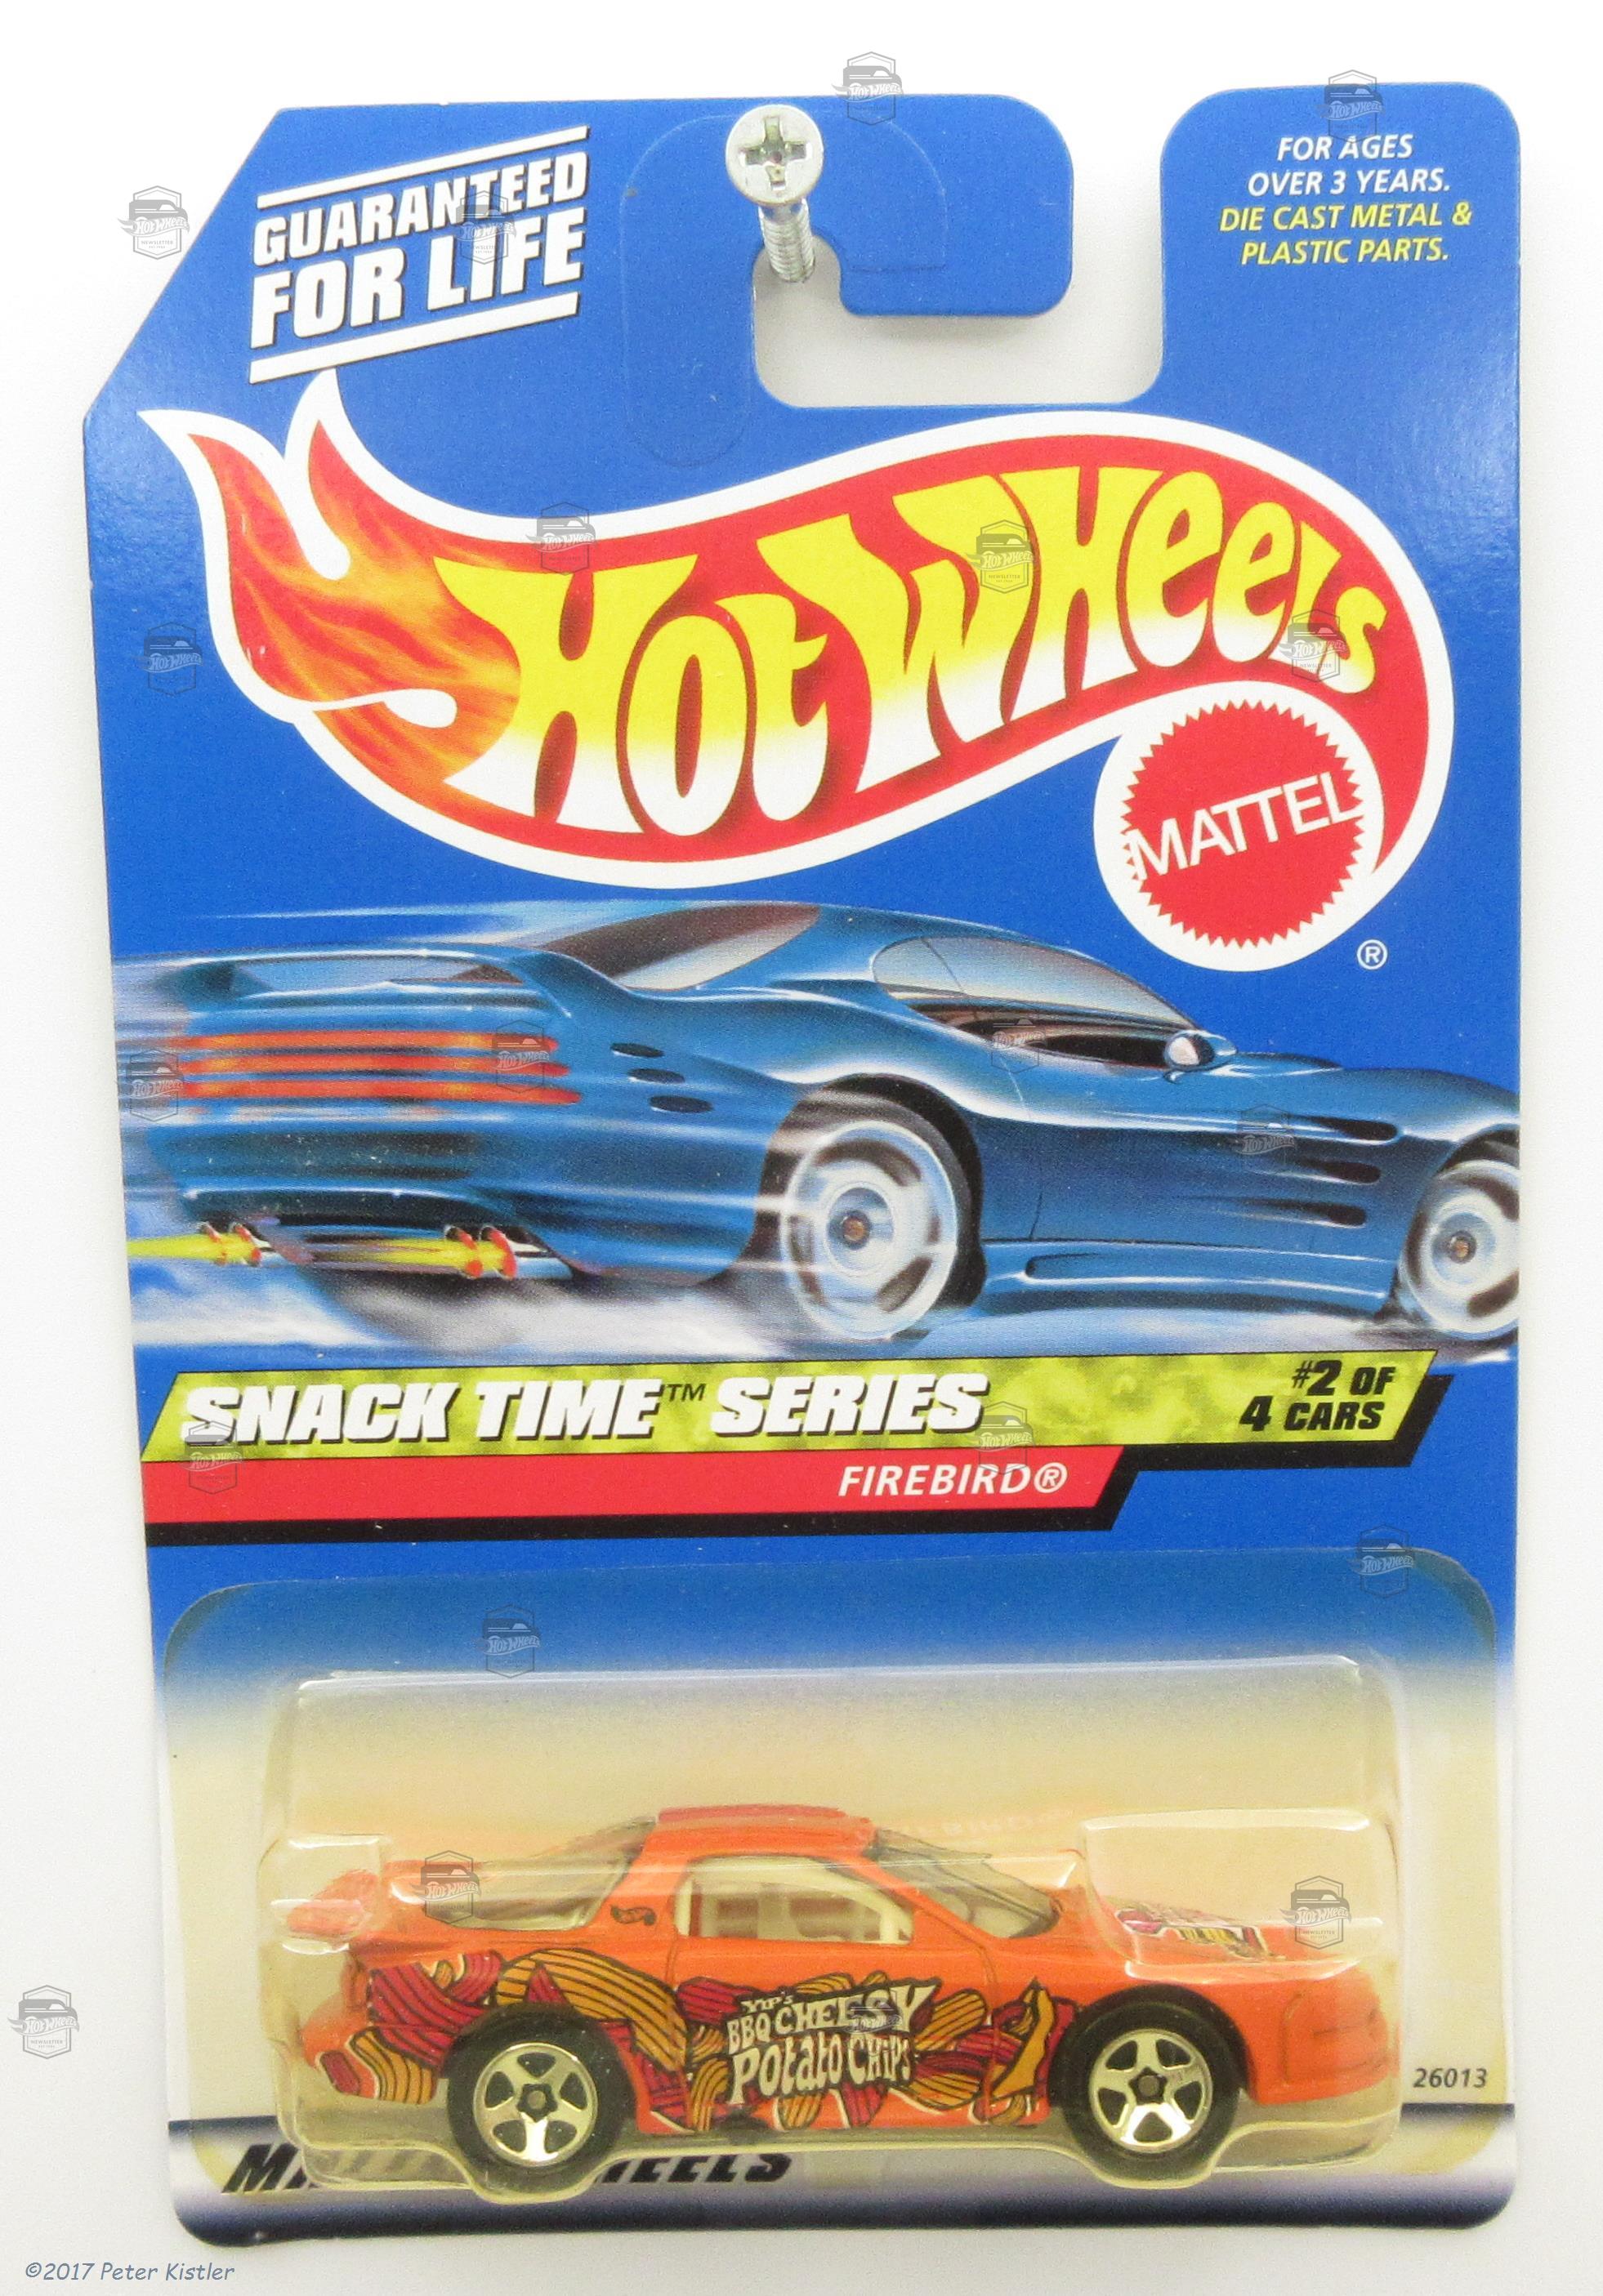 GUARANTEED
FOR LIFE
FOR AGES
OVER 3 YEARS.
DIE CAST METAL &
PLASTIC PARTS.
HOT WHEELS
MATTEL
®
SNACK TIME™ SERIES
#2 OF
4 CARS
FIREBIRD®
YIP'S
BBQ CHEESY
POTATO CHIPS
26013
©2017 Peter Kistler